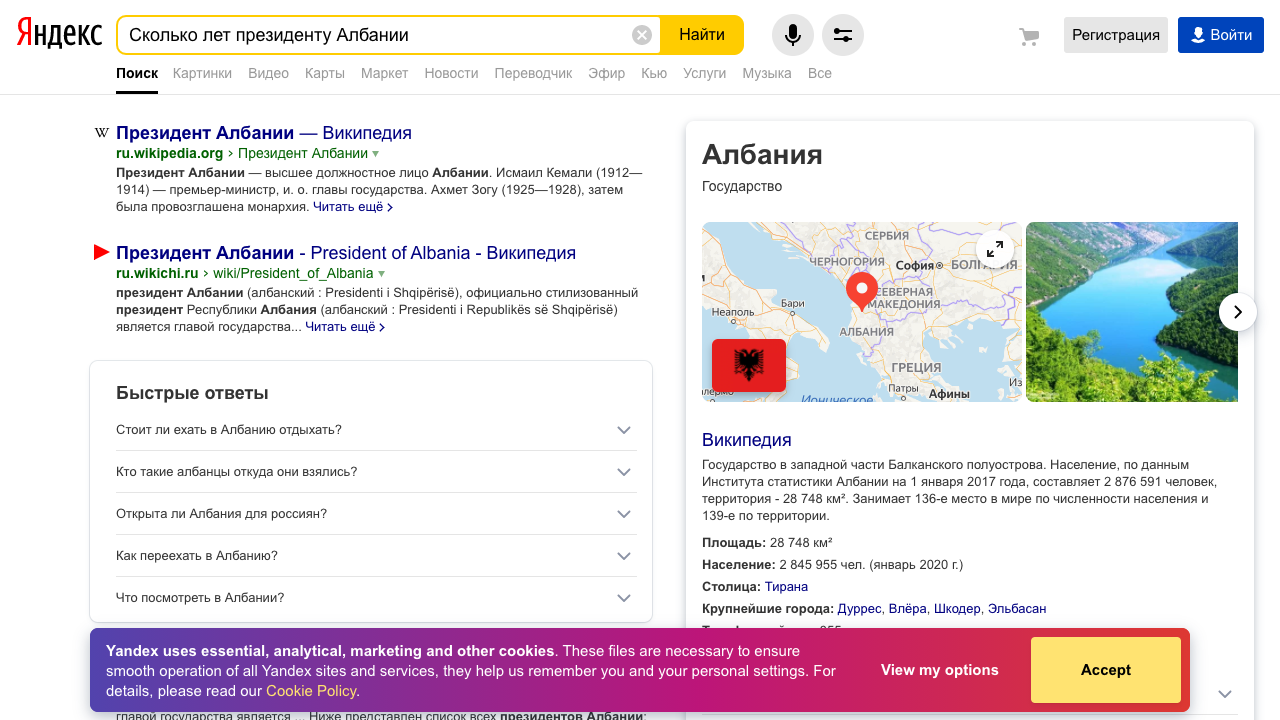 Яндекс
Сколько лет президенту Албании
Найти
Регистрация
Войти
Поиск Картинки Видео Карты Маркет Новости Переводчик Эфир Кью Услуги Музыка Все
W Президент Албании — Википедия
ru.wikipedia.org › Президент Албании
Президент Албании — высшее должностное лицо Албании. Исмаил Кемали (1912—
1914) — премьер-министр, и. о. главы государства. Ахмет Зогу (1925—1928), затем
была провозглашена монархия. Читать ещё ›
Президент Албании - President of Albania - Википедия
ru.wikichi.ru › wiki/President_of_Albania
президент Албании (албанский : Presidenti i Shqipërisë), официально стилизованный
президент Республики Албания (албанский : Presidenti i Republikës së Shqipërisë)
является главой государства... Читать ещё ›
Быстрые ответы
Стоит ли ехать в Албанию отдыхать?
Кто такие албанцы откуда они взялись?
Открыта ли Албания для россиян?
Как переехать в Албанию?
Что посмотреть в Албании?
главой государства является ... Ниже представлен список всех президентов Албании:
Албания
Государство
СЕРБИЯ
ЧЕРНОГОРИЯ
София
БОЛГАРИЯ
СЕВЕРНАЯ
МАКЕДОНИЯ
Бари
Неаполь
АЛБАНИЯ
ГРЕЦИЯ
Патры
Афины
Ионическое
Википедия
Государство в западной части Балканского полуострова. Население, по данным
Института статистики Албании на 1 января 2017 года, составляет 2 876 591 человек,
территория - 28 748 км². Занимает 136-е место в мире по численности населения и
139-е по территории.
Площадь: 28 748 км²
Население: 2 845 955 чел. (январь 2020 г.)
Столица: Тирана
Крупнейшие города: Дуррес, Влёра, Шкодер, Эльбасан
Yandex uses essential, analytical, marketing and other cookies. These files are necessary to ensure
smooth operation of all Yandex sites and services, they help us remember you and your personal settings. For
details, please read our Cookie Policy.
View my options
Accept